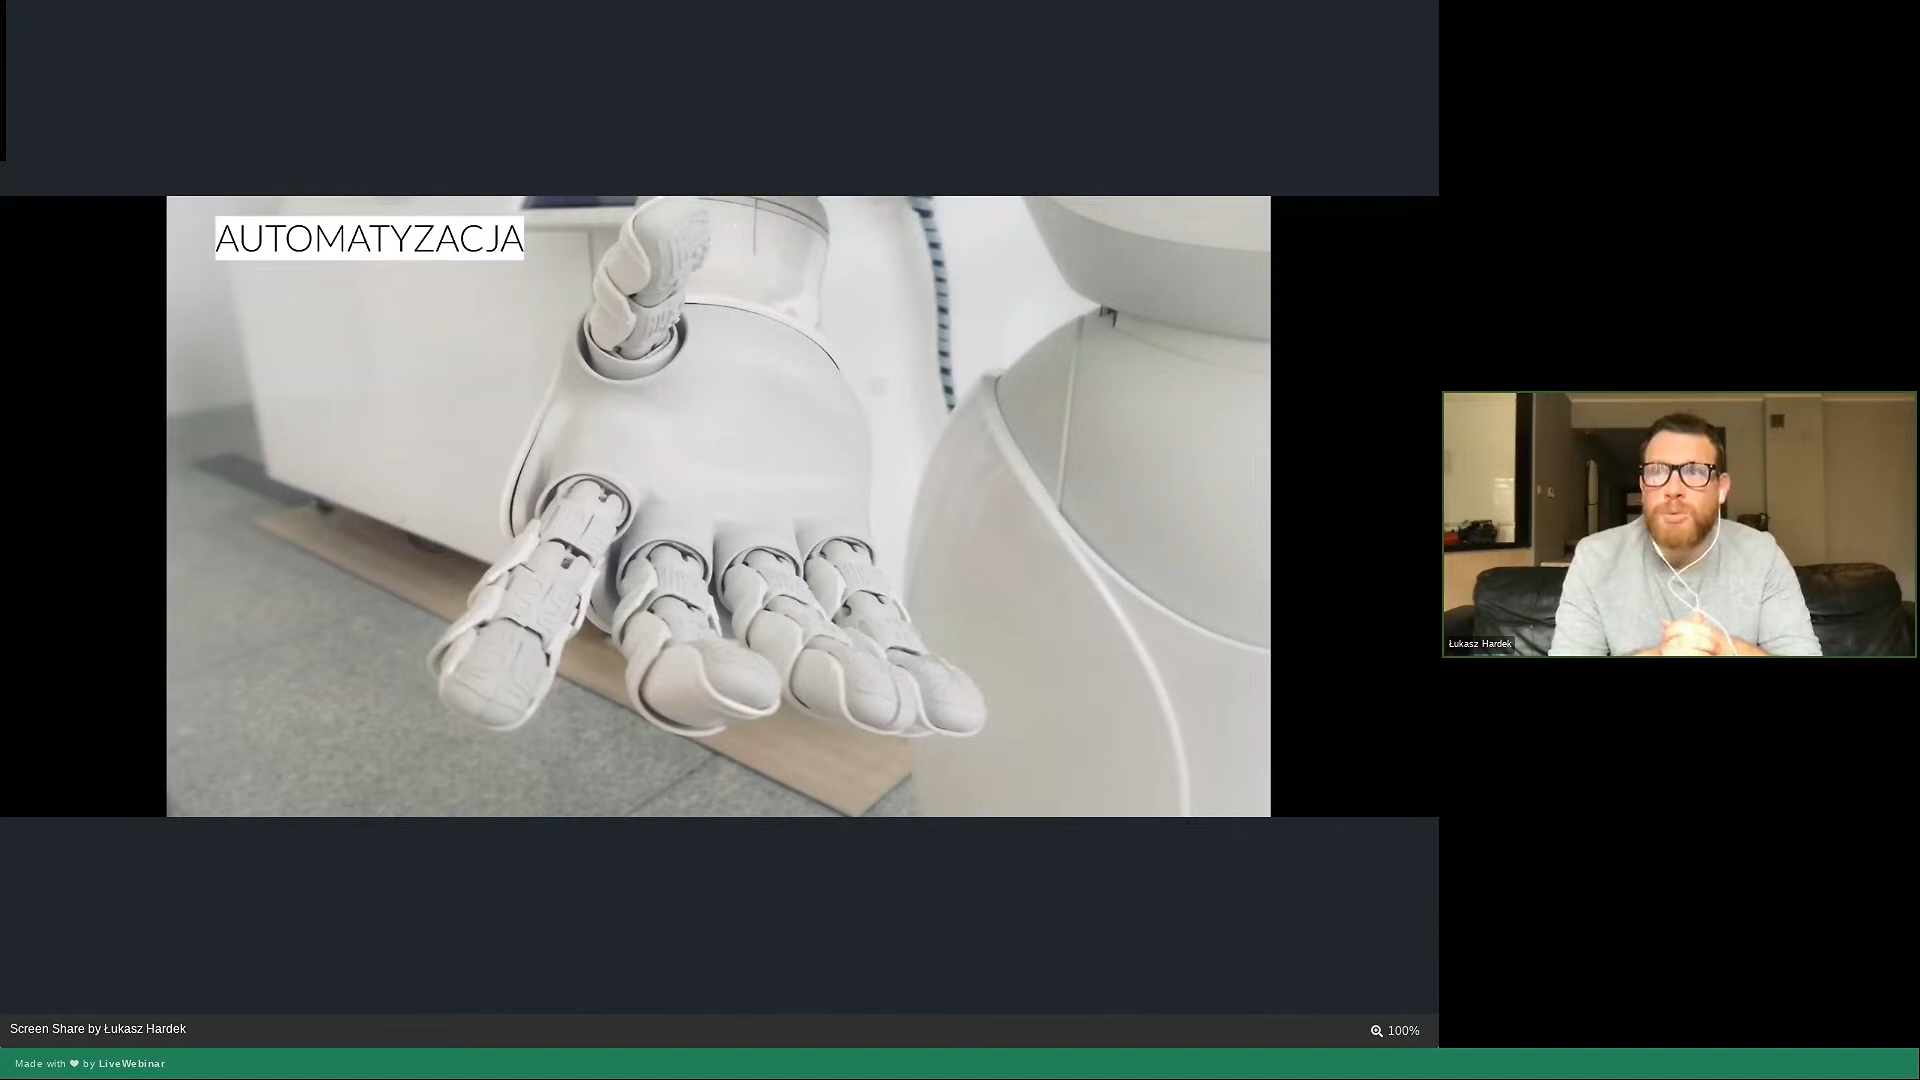 AUTOMATYZACJA
Łukasz Hardek
Screen Share by Łukasz Hardek
100%
Made with ❤ by LiveWebinar